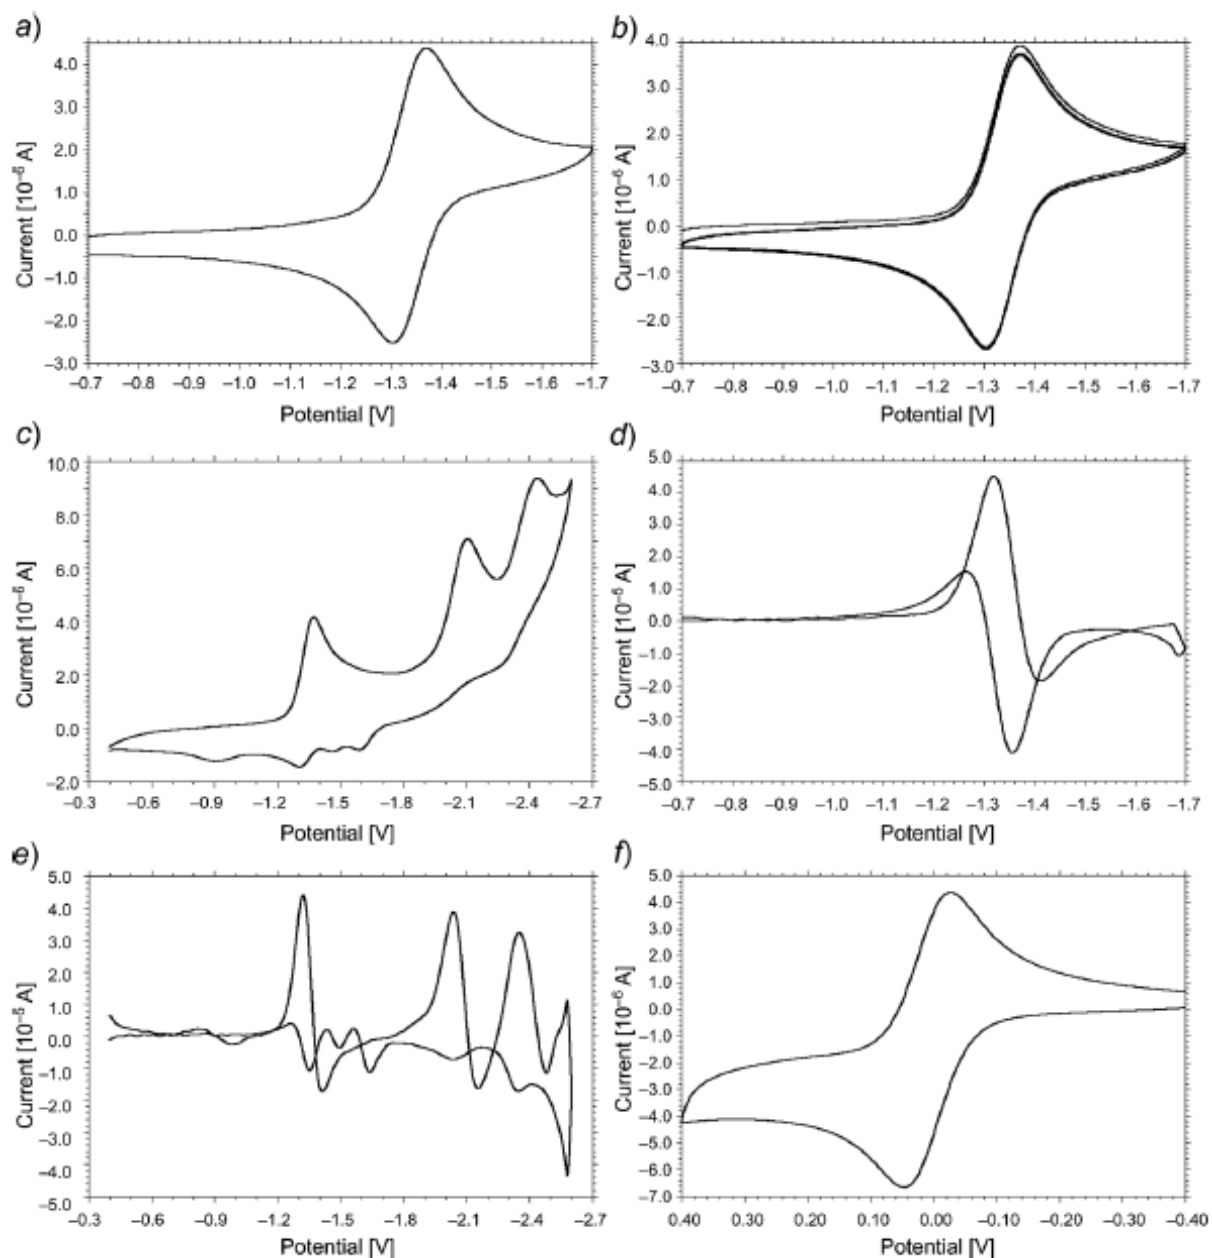 a)
4.0
3.0
2.0
1.0
0.0
–1.0
–2.0
–3.0
Current [10–6 A]
–0.7 –0.8 –0.9 –1.0 –1.1 –1.2 –1.3 –1.4 –1.5 –1.6 –1.7
Potential [V]
b)
4.0
3.0
2.0
1.0
0.0
–1.0
–2.0
–3.0
Current [10–6 A]
–0.7 –0.8 –0.9 –1.0 –1.1 –1.2 –1.3 –1.4 –1.5 –1.6 –1.7
Potential [V]
c)
10.0
8.0
6.0
4.0
2.0
0.0
–2.0
Current [10–6 A]
–0.3 –0.6 –0.9 –1.2 –1.5 –1.8 –2.1 –2.4 –2.7
Potential [V]
d)
5.0
4.0
3.0
2.0
1.0
0.0
–1.0
–2.0
–3.0
–4.0
–5.0
Current [10–5 A]
–0.7 –0.8 –0.9 –1.0 –1.1 –1.2 –1.3 –1.4 –1.5 –1.6 –1.7
Potential [V]
e)
5.0
4.0
3.0
2.0
1.0
0.0
–1.0
–2.0
–3.0
–4.0
–5.0
Current [10–5 A]
–0.3 –0.6 –0.9 –1.2 –1.5 –1.8 –2.1 –2.4 –2.7
Potential [V]
f)
5.0
4.0
3.0
2.0
1.0
0.0
–1.0
–2.0
–3.0
–4.0
–5.0
–6.0
–7.0
Current [10–6 A]
0.40 0.30 0.20 0.10 0.00 –0.10 –0.20 –0.30 –0.40
Potential [V]